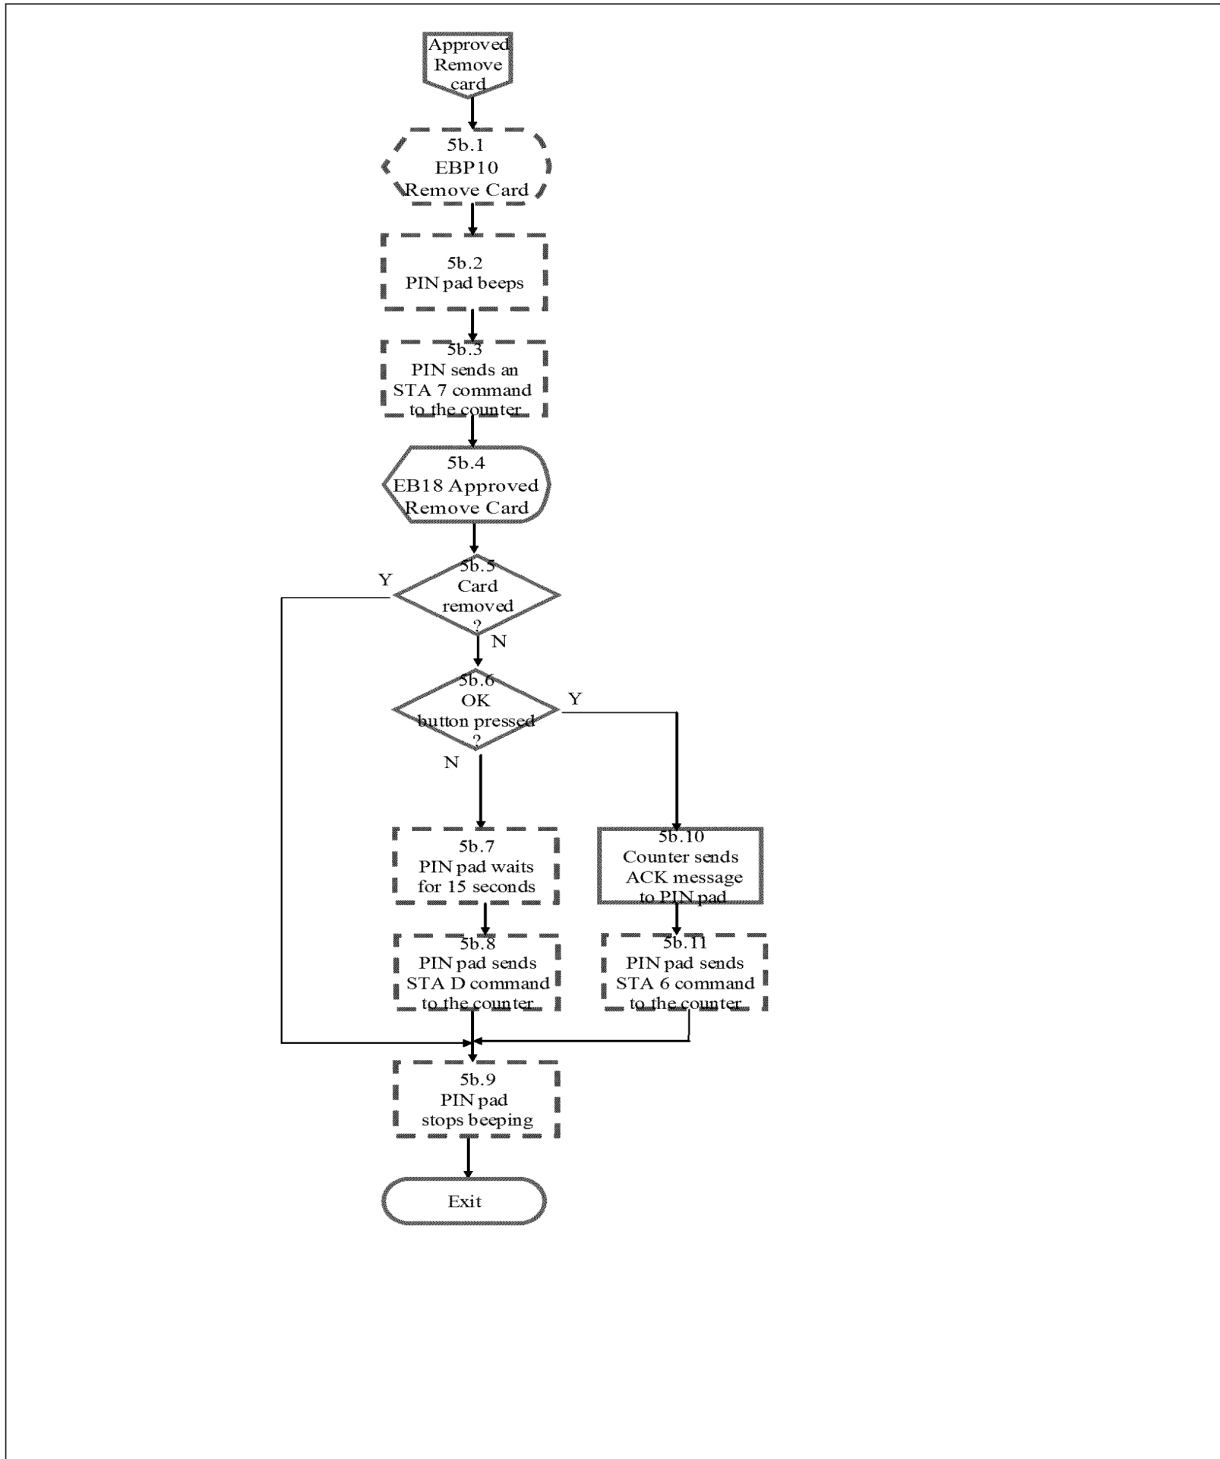 Approved
Remove
card
5b.1
EBP10
Remove Card
5b.2
PIN pad beeps
5b.3
PIN sends an
STA 7 command
to the counter
5b.4
EB18 Approved
Remove Card
5b.5
Card
removed
?
Y
N
5b.6
OK
button pressed
?
Y
N
5b.7
PIN pad waits
for 15 seconds
5b.10
Counter sends
ACK message
to PIN pad
5b.8
PIN pad sends
STA D command
to the counter
5b.11
PIN pad sends
STA 6 command
to the counter
5b.9
PIN pad
stops beeping
Exit